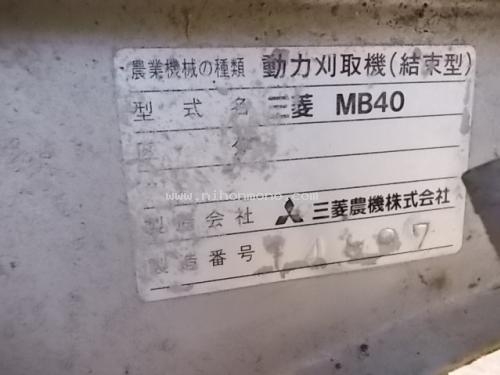 農業機械の種類 動力刈取機(結束型)
型式名 三菱 MB40
区分
www.nihonmono.com
製造会社 三菱農機株式会社
製造番号